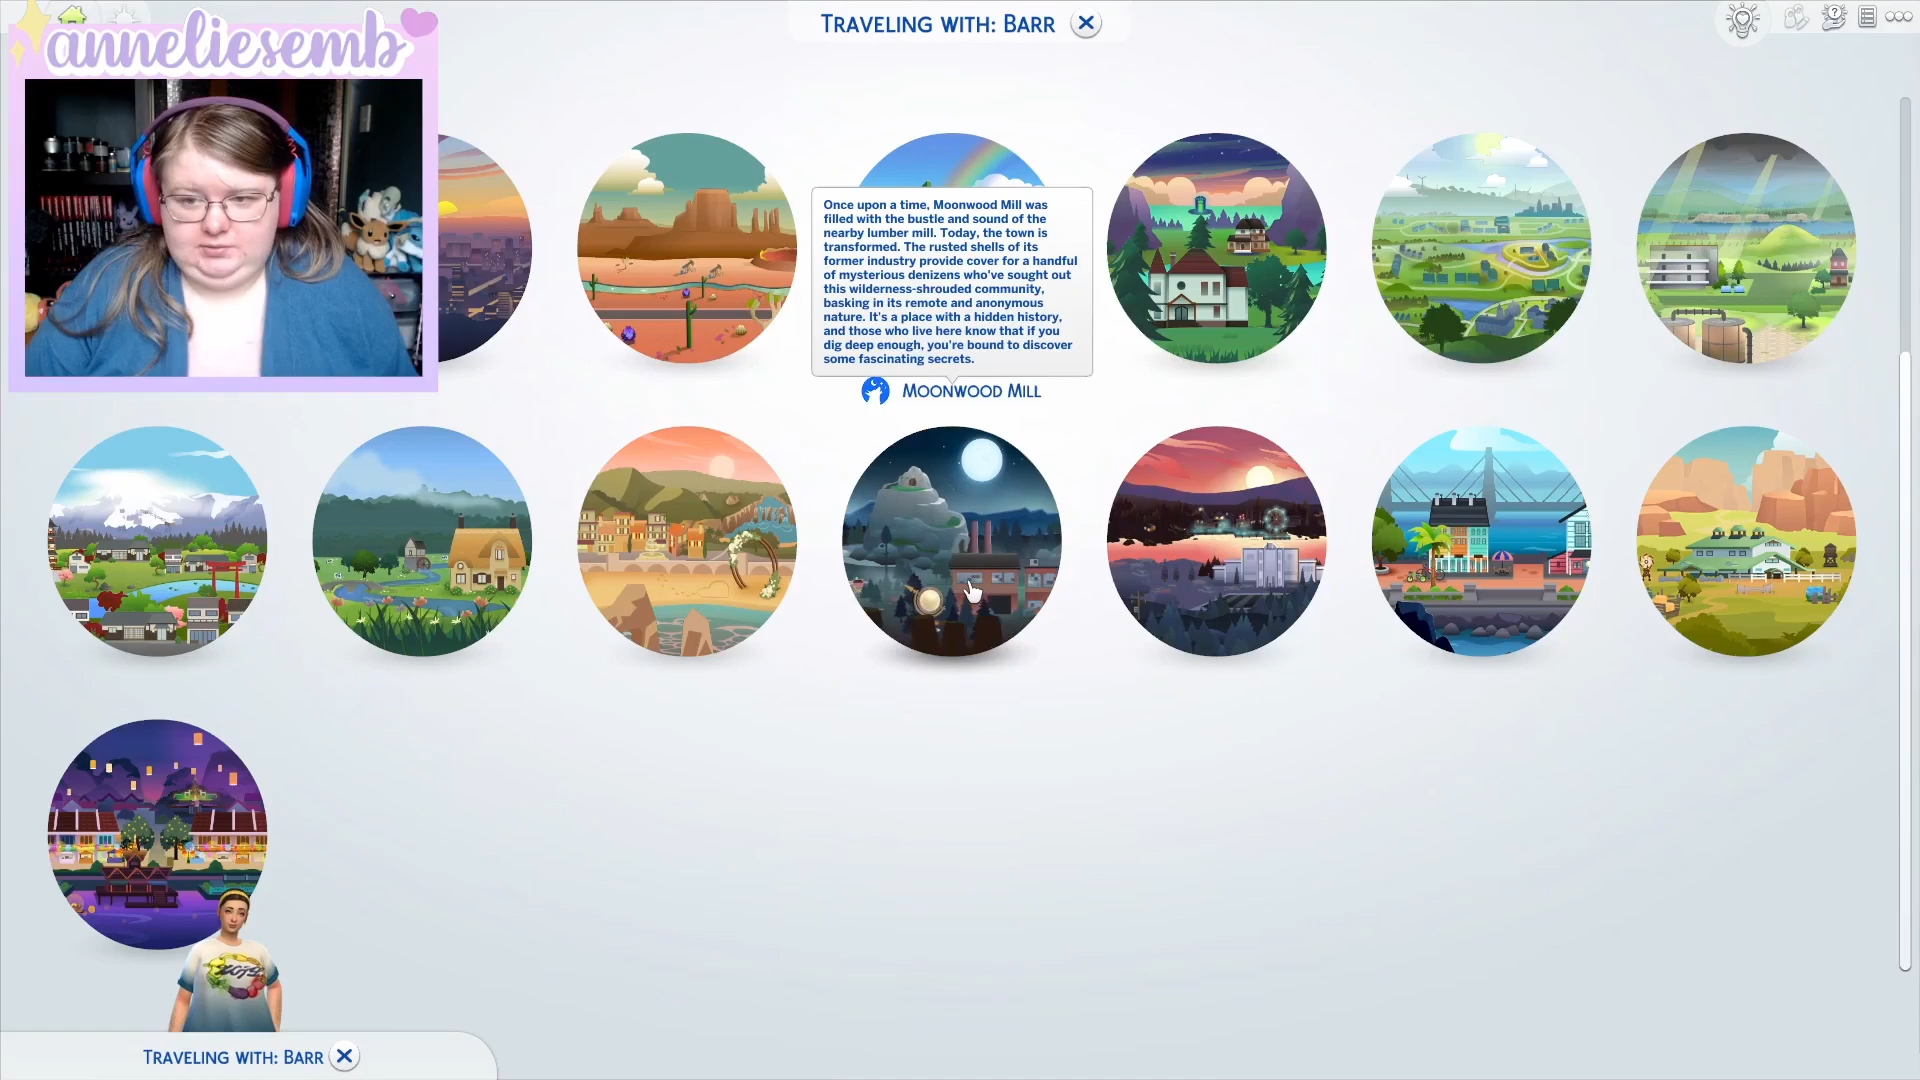 anneliesemb
Traveling with: Barr
Once upon a time, Moonwood Mill was
filled with the bustle and sound of the
nearby lumber mill. Today, the town is
transformed. The rusted shells of its
former industry provide cover for a handful
of mysterious denizens who've sought out
this wilderness-shrouded community,
basking in its remote and anonymous
nature. It's a place with a hidden history,
and those who live here know that if you
dig deep enough, you're bound to discover
some fascinating secrets.
Moonwood Mill
Traveling with: Barr